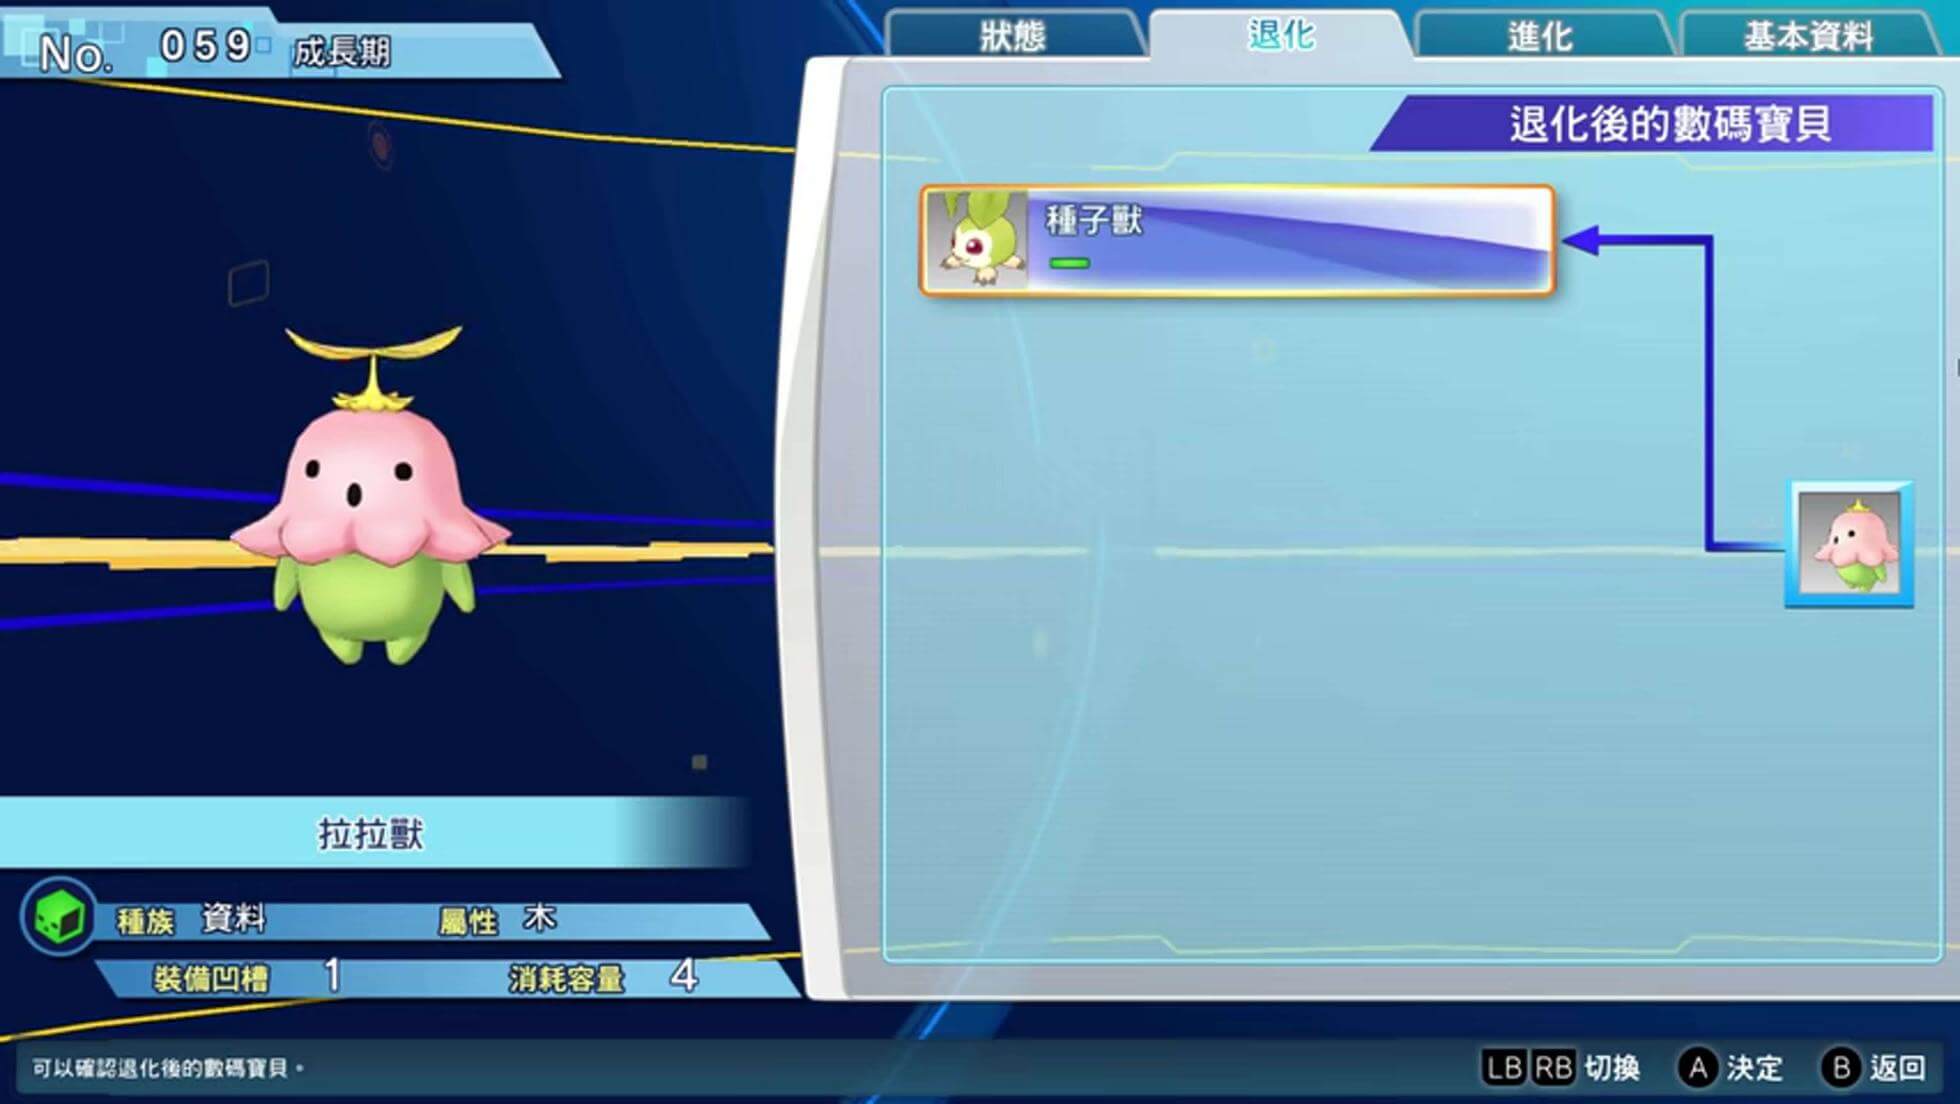 No. 059 成長期
狀態 退化 進化 基本資料
退化後的數碼寶貝
種子獸
拉拉獸
種族 資料 屬性 木
裝備凹槽 1 消耗容量 4
可以確認退化後的數碼寶貝。
LB RB 切換 A 決定 B 返回